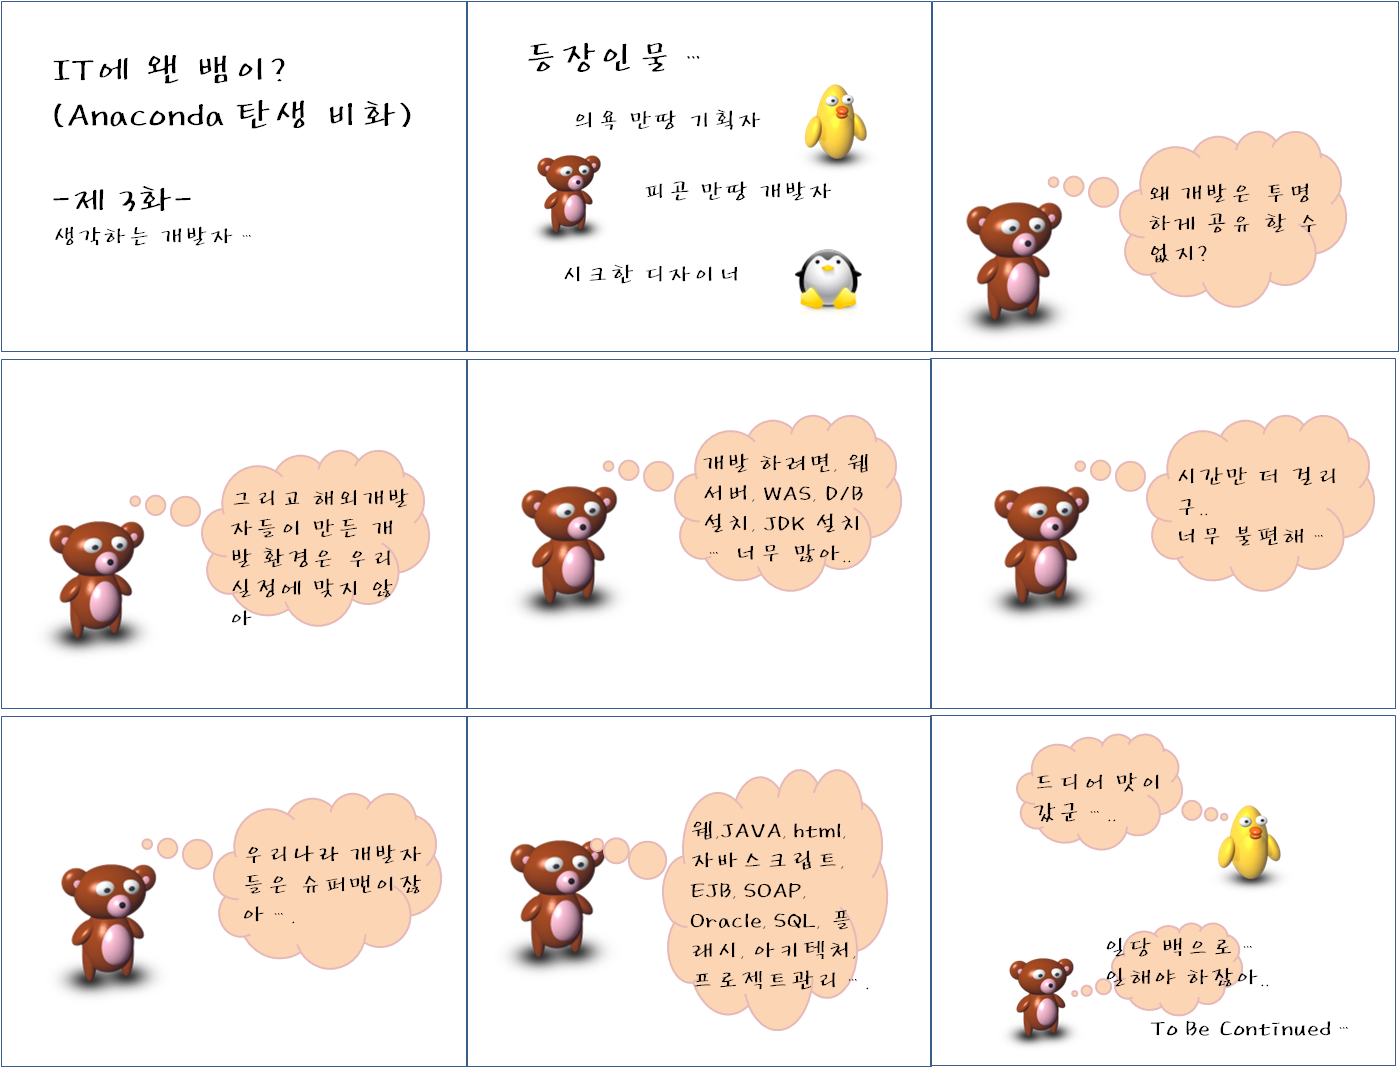 IT에 왠 뱀이?
(Anaconda 탄생 비화)
-제 3화-
생각하는 개발자 …
등장인물 …
의욕 만땅 기획자
피곤 만땅 개발자
시크한 디자이너
왜 개발은 투명
하게 공유 할 수
없지?
그리고 해외개발
자들이 만든 개
발 환경은 우리
실정에 맞지 않
아
개발 하려면, 웹
서버, WAS, D/B
설치, JDK 설치
… 너무 많아..
시간만 더 걸리
구..
너무 불편해 …
우리나라 개발자
들은 슈퍼맨이잖
아 ….
웹,JAVA, html,
자바스크립트,
EJB, SOAP,
Oracle, SQL, 플
래시, 아키텍처,
프로젝트관리 ….
드디어 맛이
갔군 …..
일당 백으로 …
일해야 하잖아..
To Be Continued …